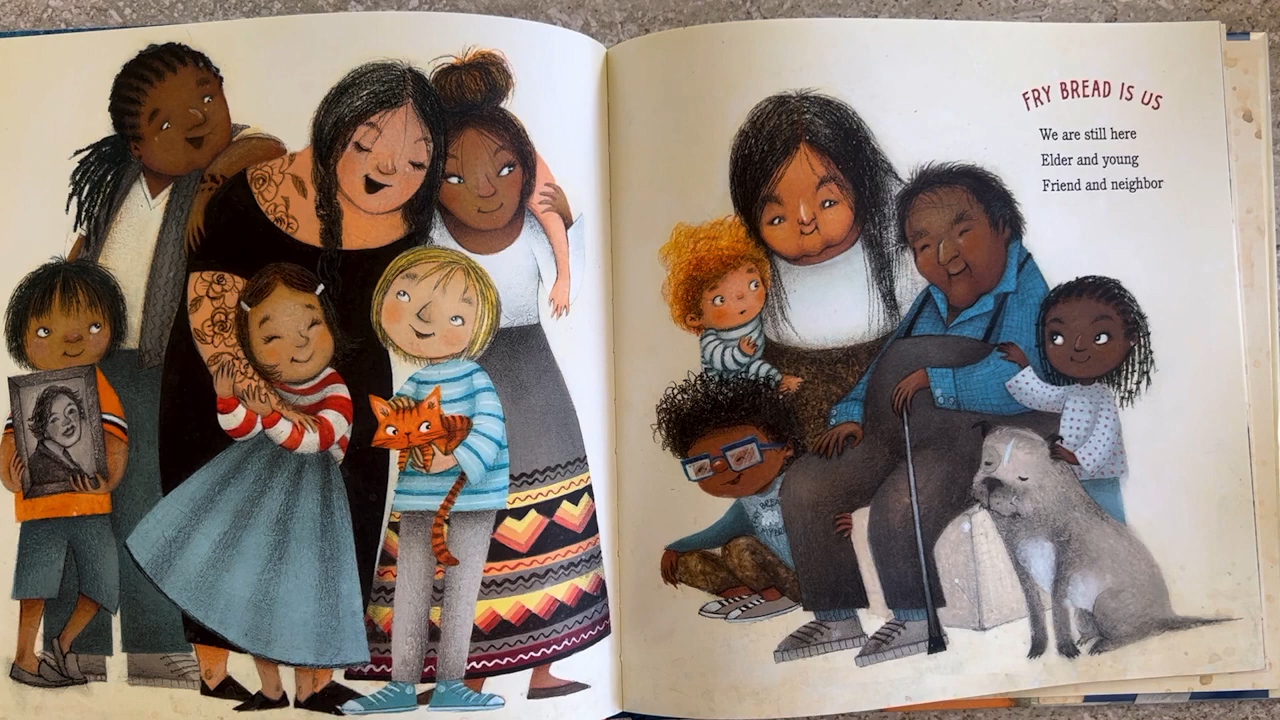 FRY BREAD IS US
We are still here
Elder and young
Friend and neighbor